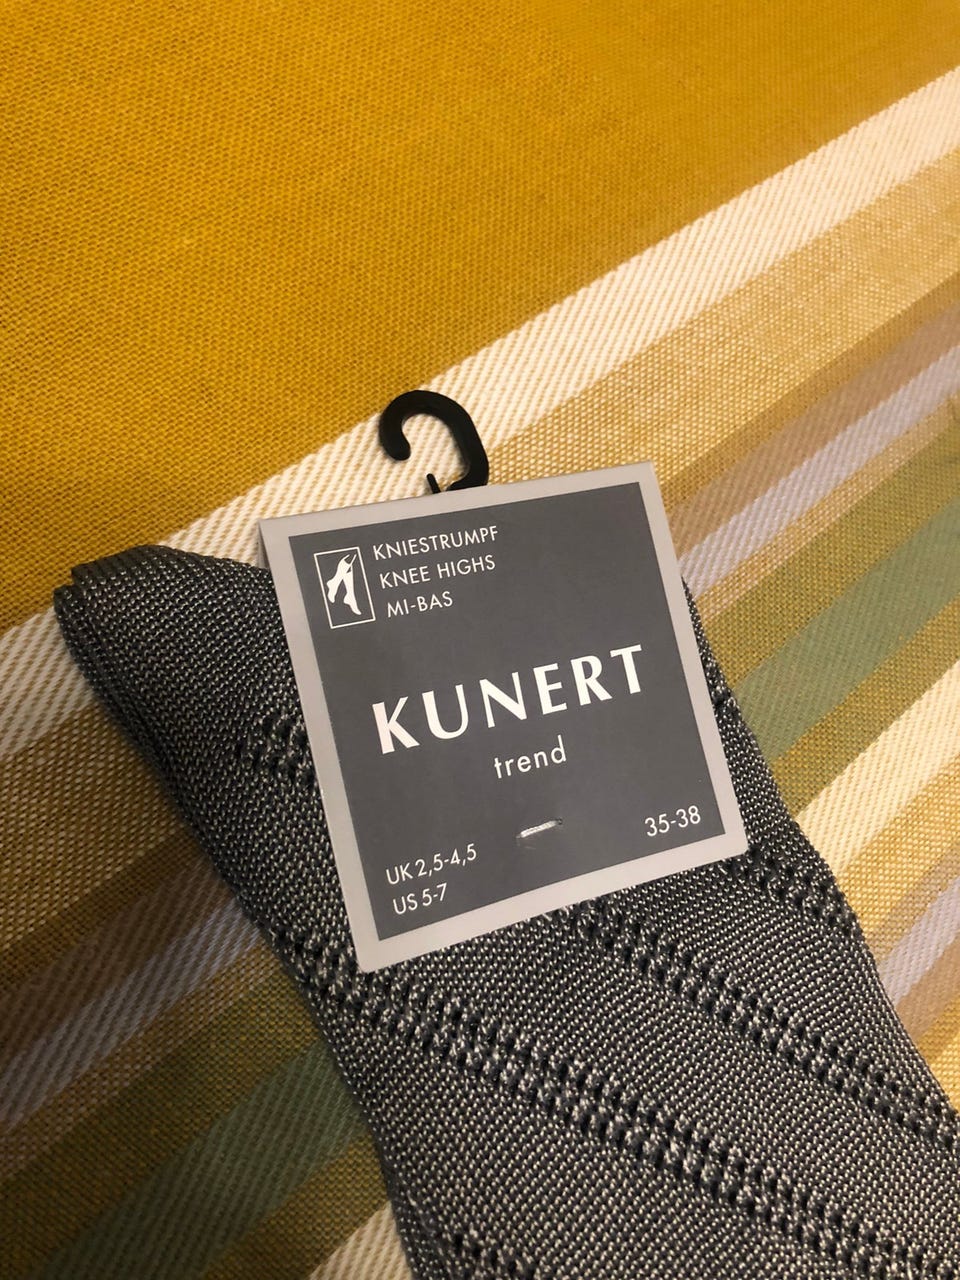 KNIESTRUMPF
KNEE HIGHS
MI-BAS
KUNERT
trend
UK 2,5-4,5
US 5-7
35-38